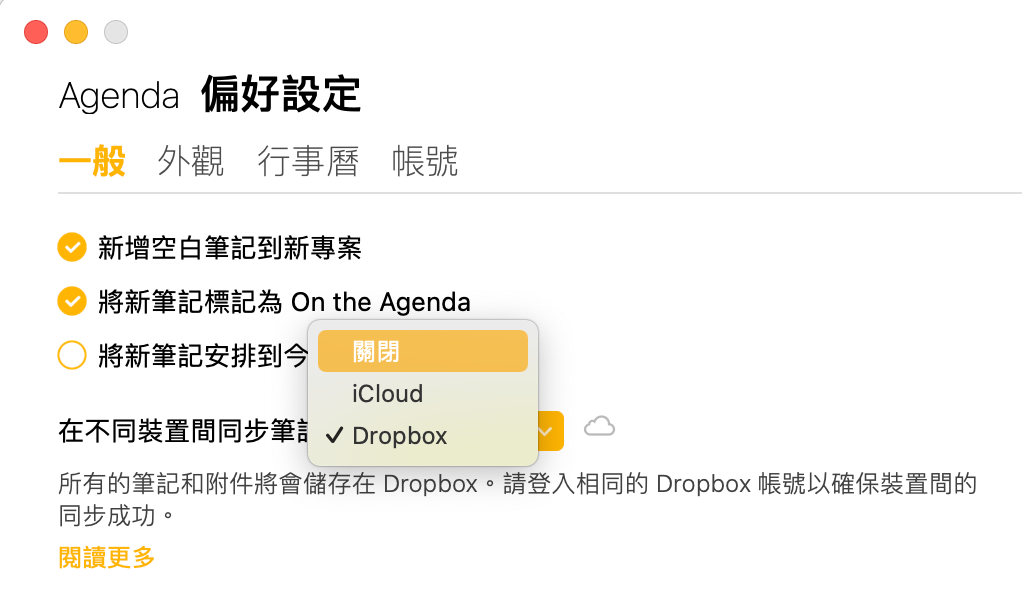 Agenda 偏好設定
一般 外觀 行事曆 帳號
新增空白筆記到新專案
將新筆記標記為 On the Agenda
將新筆記安排到今
關閉
iCloud
在不同裝置間同步筆
✓ Dropbox
所有的筆記和附件將會儲存在 Dropbox。請登入相同的 Dropbox 帳號以確保裝置間的
同步成功。
閱讀更多